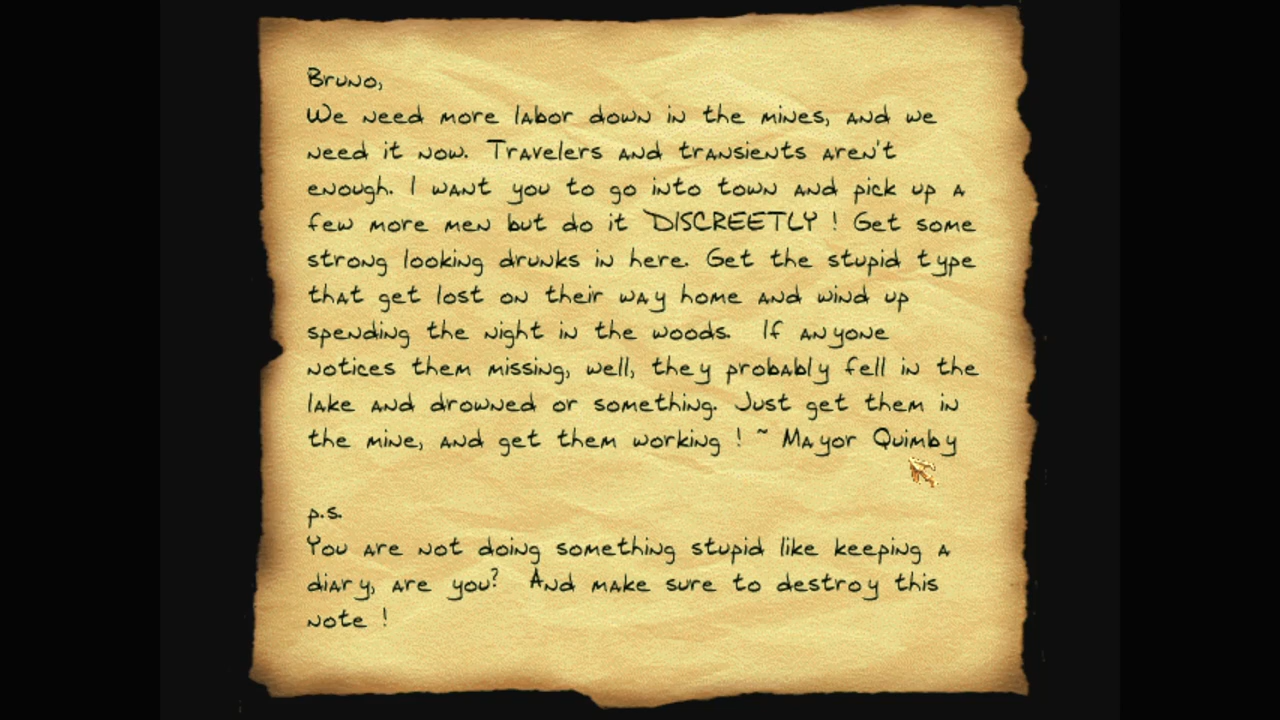 Bruno,
We need more labor down in the mines, and we
need it now. Travelers and transients aren't
enough. I want you to go into town and pick up a
few more men but do it DISCREETLY ! Get some
strong looking drunks in here. Get the stupid type
that get lost on their way home and wind up
spending the night in the woods. If anyone
notices them missing, well, they probably fell in the
lake and drowned or something. Just get them in
the mine, and get them working ! ~ Mayor Quimby
p.s.
You are not doing something stupid like keeping a
diary, are you? And make sure to destroy this
note !